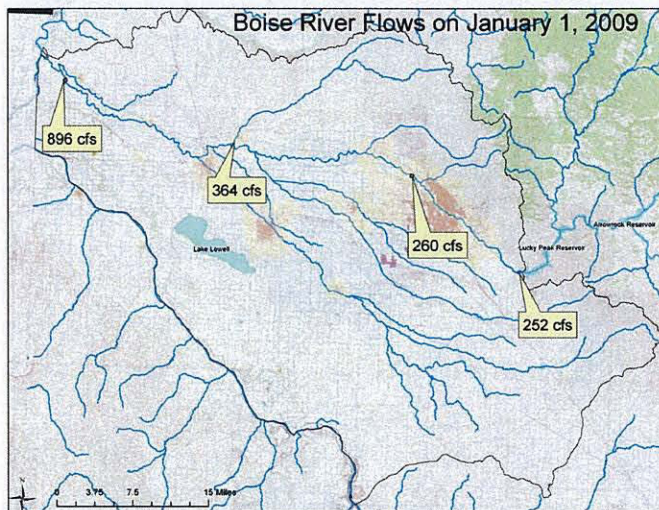 Boise River Flows on January 1, 2009
896 cfs
364 cfs
260 cfs
Arrowrock Reservoir
Lucky Peak Reservoir
Lake Lowell
252 cfs
0 3.75 7.5 15 Miles